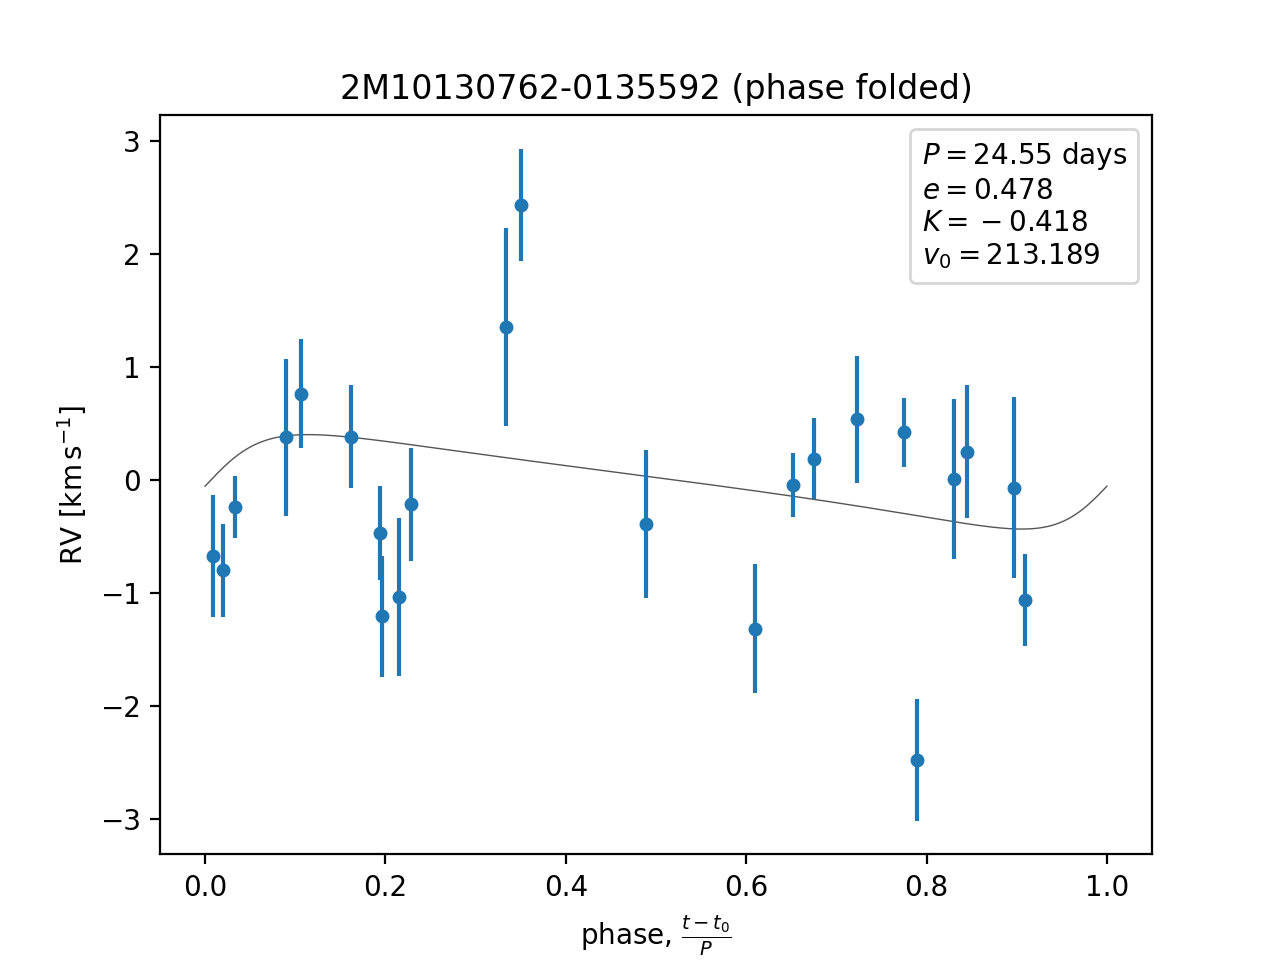 2M10130762-0135592 (phase folded)
P = 24.55 days
e = 0.478
K = −0.418
v₀ = 213.189
3
2
1
0
−1
−2
−3
RV [km s⁻¹]
0.0 0.2 0.4 0.6 0.8 1.0
phase, (t − t₀)/P